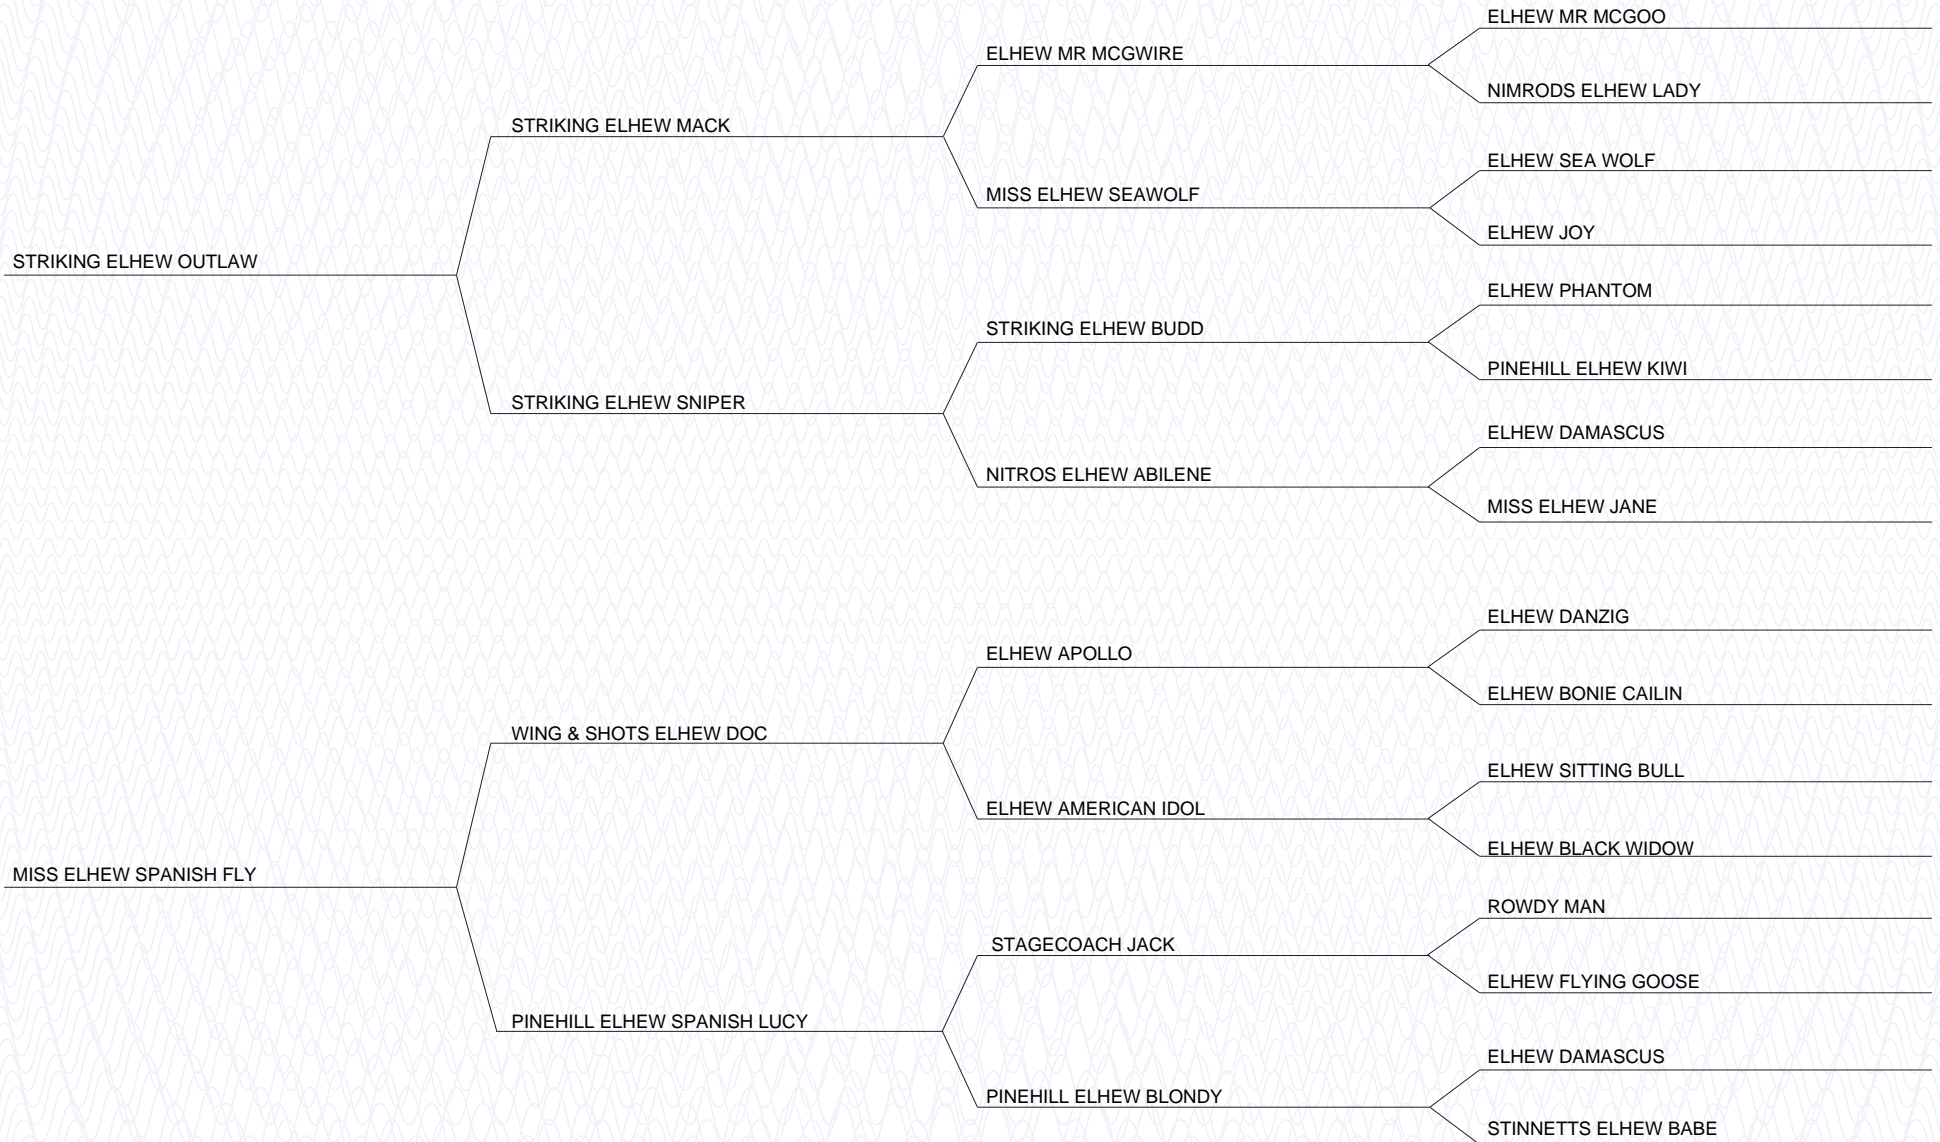 ELHEW MR MCGOO
ELHEW MR MCGWIRE
NIMRODS ELHEW LADY
STRIKING ELHEW MACK
ELHEW SEA WOLF
MISS ELHEW SEAWOLF
ELHEW JOY
STRIKING ELHEW OUTLAW
ELHEW PHANTOM
STRIKING ELHEW BUDD
PINEHILL ELHEW KIWI
STRIKING ELHEW SNIPER
ELHEW DAMASCUS
NITROS ELHEW ABILENE
MISS ELHEW JANE
ELHEW DANZIG
ELHEW APOLLO
ELHEW BONIE CAILIN
WING & SHOTS ELHEW DOC
ELHEW SITTING BULL
ELHEW AMERICAN IDOL
ELHEW BLACK WIDOW
MISS ELHEW SPANISH FLY
ROWDY MAN
STAGECOACH JACK
ELHEW FLYING GOOSE
PINEHILL ELHEW SPANISH LUCY
ELHEW DAMASCUS
PINEHILL ELHEW BLONDY
STINNETTS ELHEW BABE